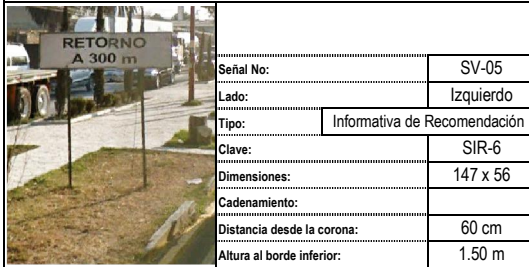 RETORNO
A 300 m
Señal No: SV-05
Lado: Izquierdo
Tipo: Informativa de Recomendación
Clave: SIR-6
Dimensiones: 147 x 56
Cadenamiento:
Distancia desde la corona: 60 cm
Altura al borde inferior: 1.50 m